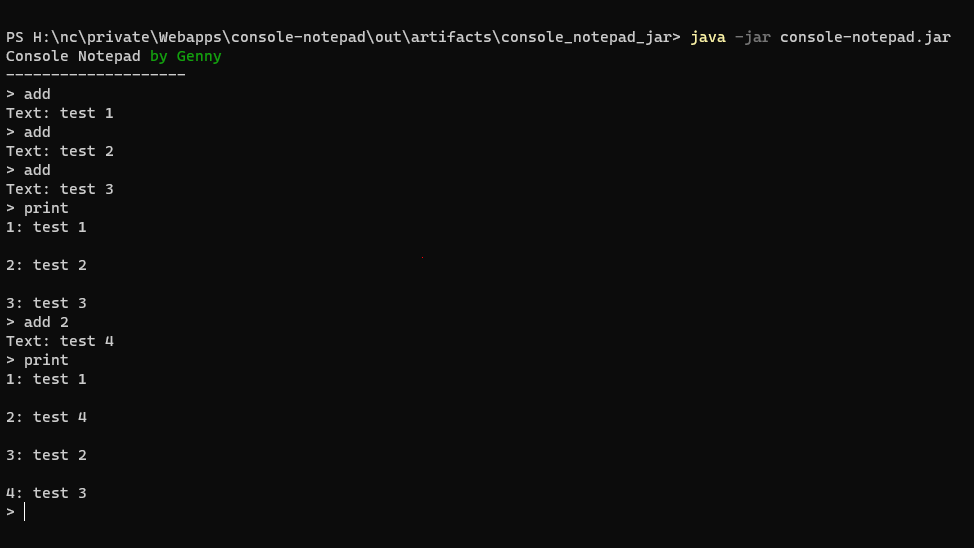 PS H:\nc\private\Webapps\console-notepad\out\artifacts\console_notepad_jar> java -jar console-notepad.jar
Console Notepad by Genny
--------------------
> add
Text: test 1
> add
Text: test 2
> add
Text: test 3
> print
1: test 1
2: test 2
3: test 3
> add 2
Text: test 4
> print
1: test 1
2: test 4
3: test 2
4: test 3
>